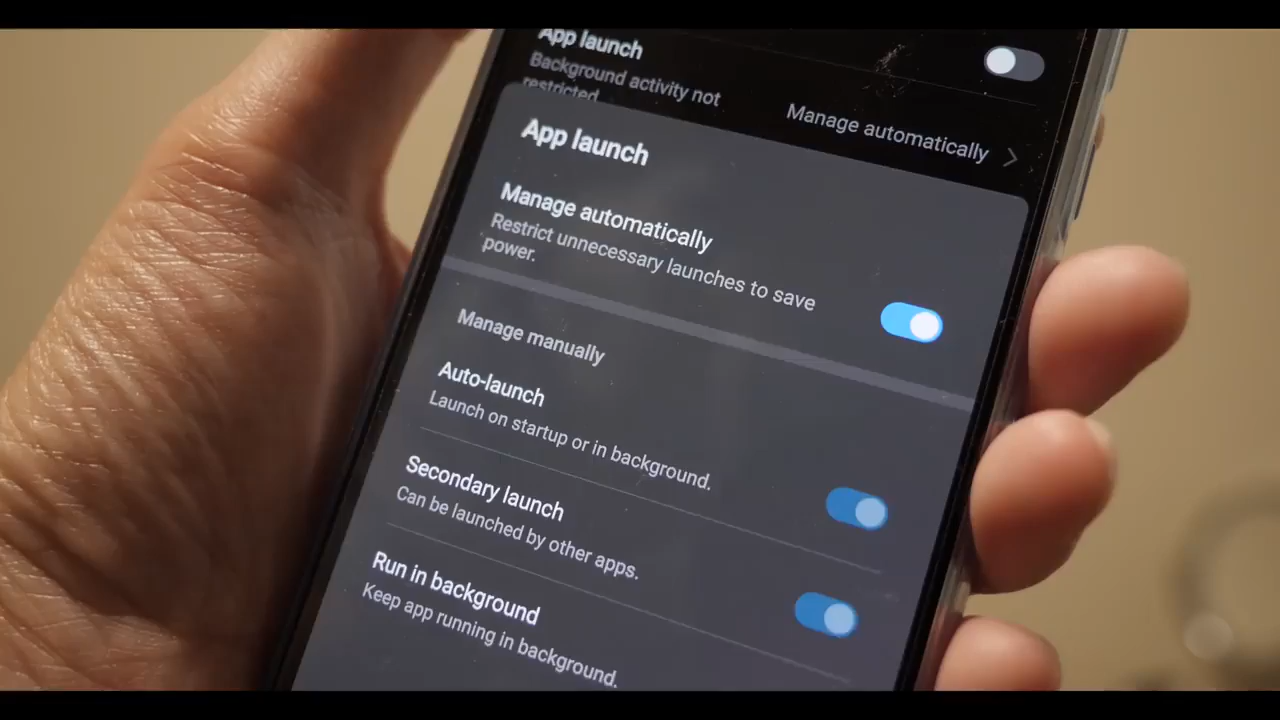 App launch
Background activity not
restricted
Manage automatically
App launch
Manage automatically
Restrict unnecessary launches to save
power.
Manage manually
Auto-launch
Launch on startup or in background.
Secondary launch
Can be launched by other apps.
Run in background
Keep app running in background.